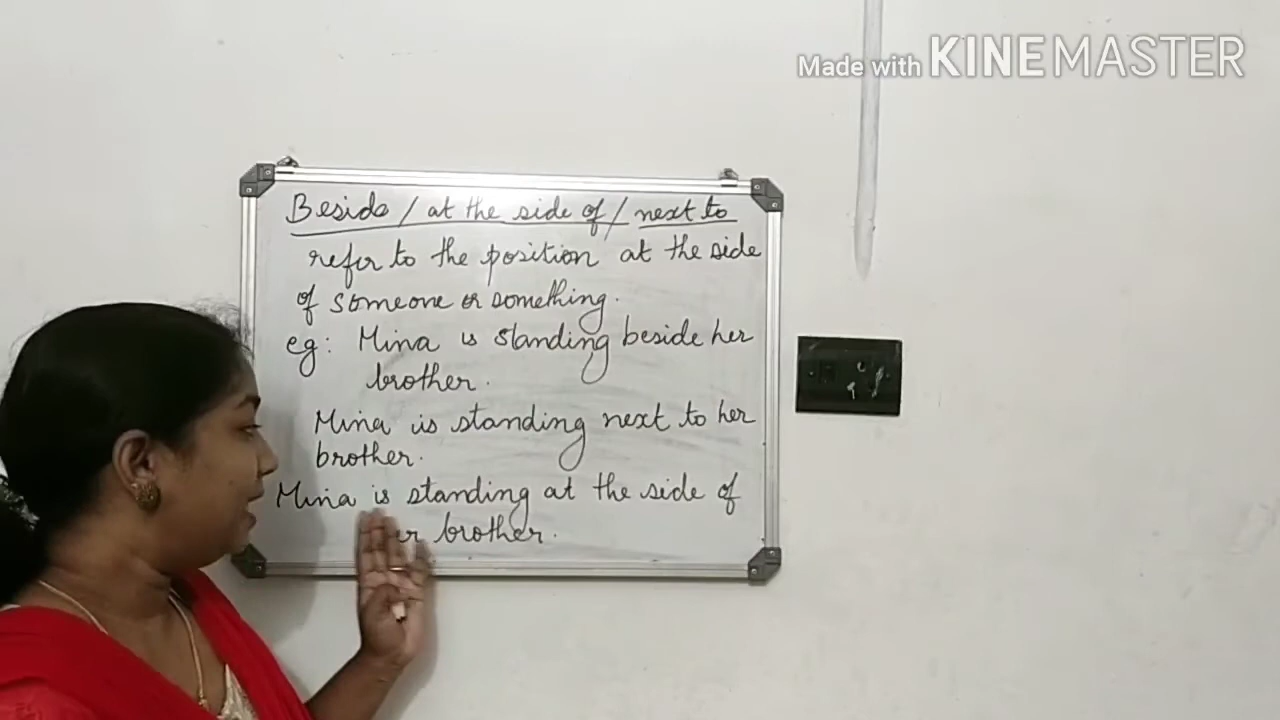 Made with KINEMASTER
Beside / at the side of / next to
refer to the position at the side
of someone or something.
eg: Mina is standing beside her
brother.
Mina is standing next to her
brother.
Mina is standing at the side of
brother.